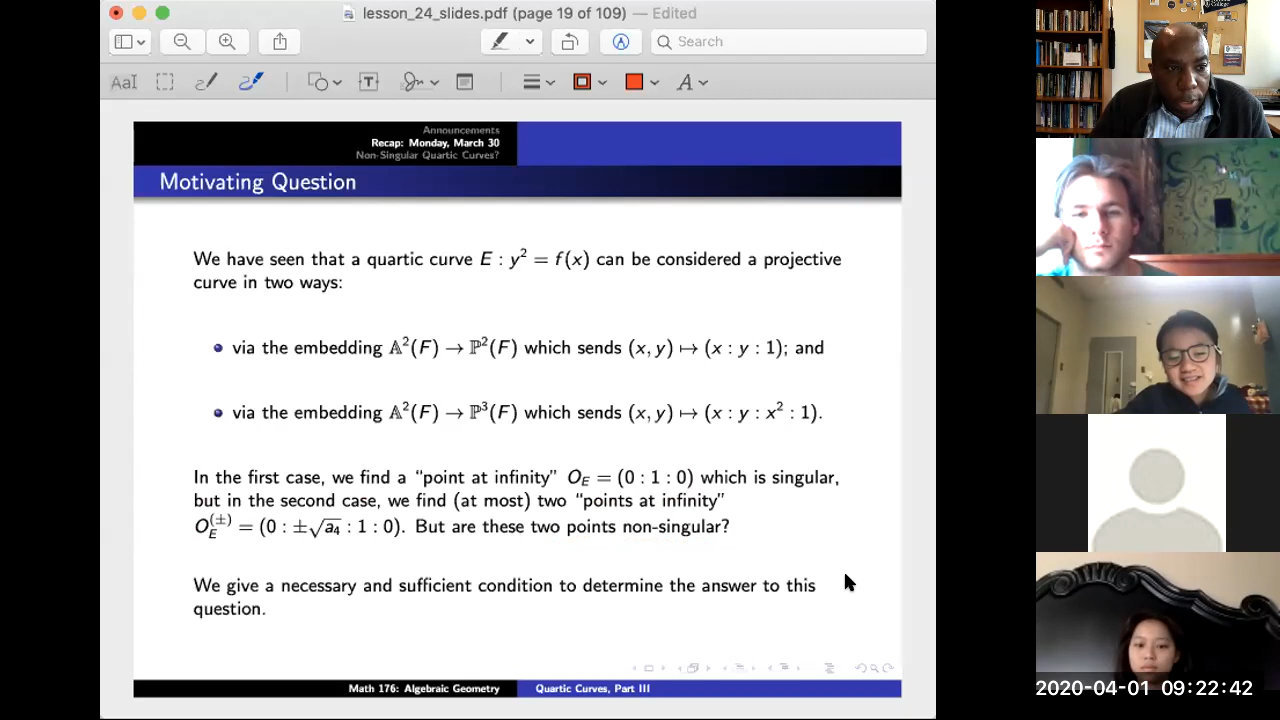 lesson_24_slides.pdf (page 19 of 109) — Edited
Search
AaI
T
A
Announcements
Recap: Monday, March 30
Non-Singular Quartic Curves?
Motivating Question
We have seen that a quartic curve E : y² = f(x) can be considered a projective
curve in two ways:
via the embedding 𝔸²(F) → ℙ²(F) which sends (x, y) ↦ (x : y : 1); and
via the embedding 𝔸²(F) → ℙ³(F) which sends (x, y) ↦ (x : y : x² : 1).
In the first case, we find a “point at infinity” O_E = (0 : 1 : 0) which is singular,
but in the second case, we find (at most) two “points at infinity”
O_E^(±) = (0 : ±√a₄ : 1 : 0). But are these two points non-singular?
We give a necessary and sufficient condition to determine the answer to this
question.
Math 176: Algebraic Geometry
Quartic Curves, Part III
2020-04-01 09:22:42